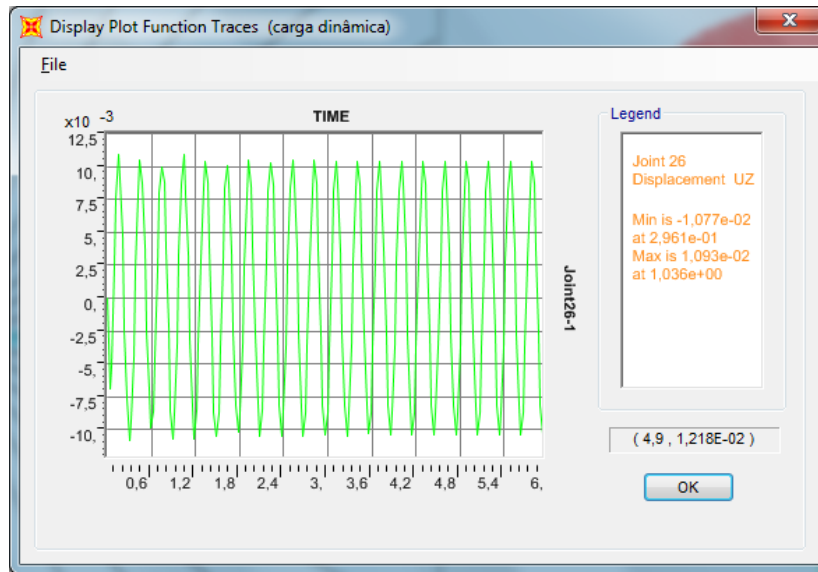 Display Plot Function Traces (carga dinâmica)
File
x10 -3
TIME
12,5
10,
7,5
5,
2,5
0,
-2,5
-5,
-7,5
-10,
0,6 1,2 1,8 2,4 3, 3,6 4,2 4,8 5,4 6,
Joint26-1
Legend
Joint 26
Displacement UZ
Min is -1,077e-02
at 2,961e-01
Max is 1,093e-02
at 1,036e+00
( 4,9 , 1,218E-02 )
OK